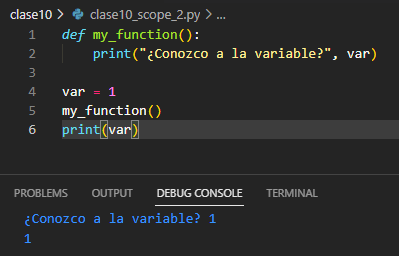 clase10 > clase10_scope_2.py > ...
1 def my_function():
2 print("¿Conozco a la variable?", var)
3
4 var = 1
5 my_function()
6 print(var)
PROBLEMS OUTPUT DEBUG CONSOLE TERMINAL
¿Conozco a la variable? 1
1